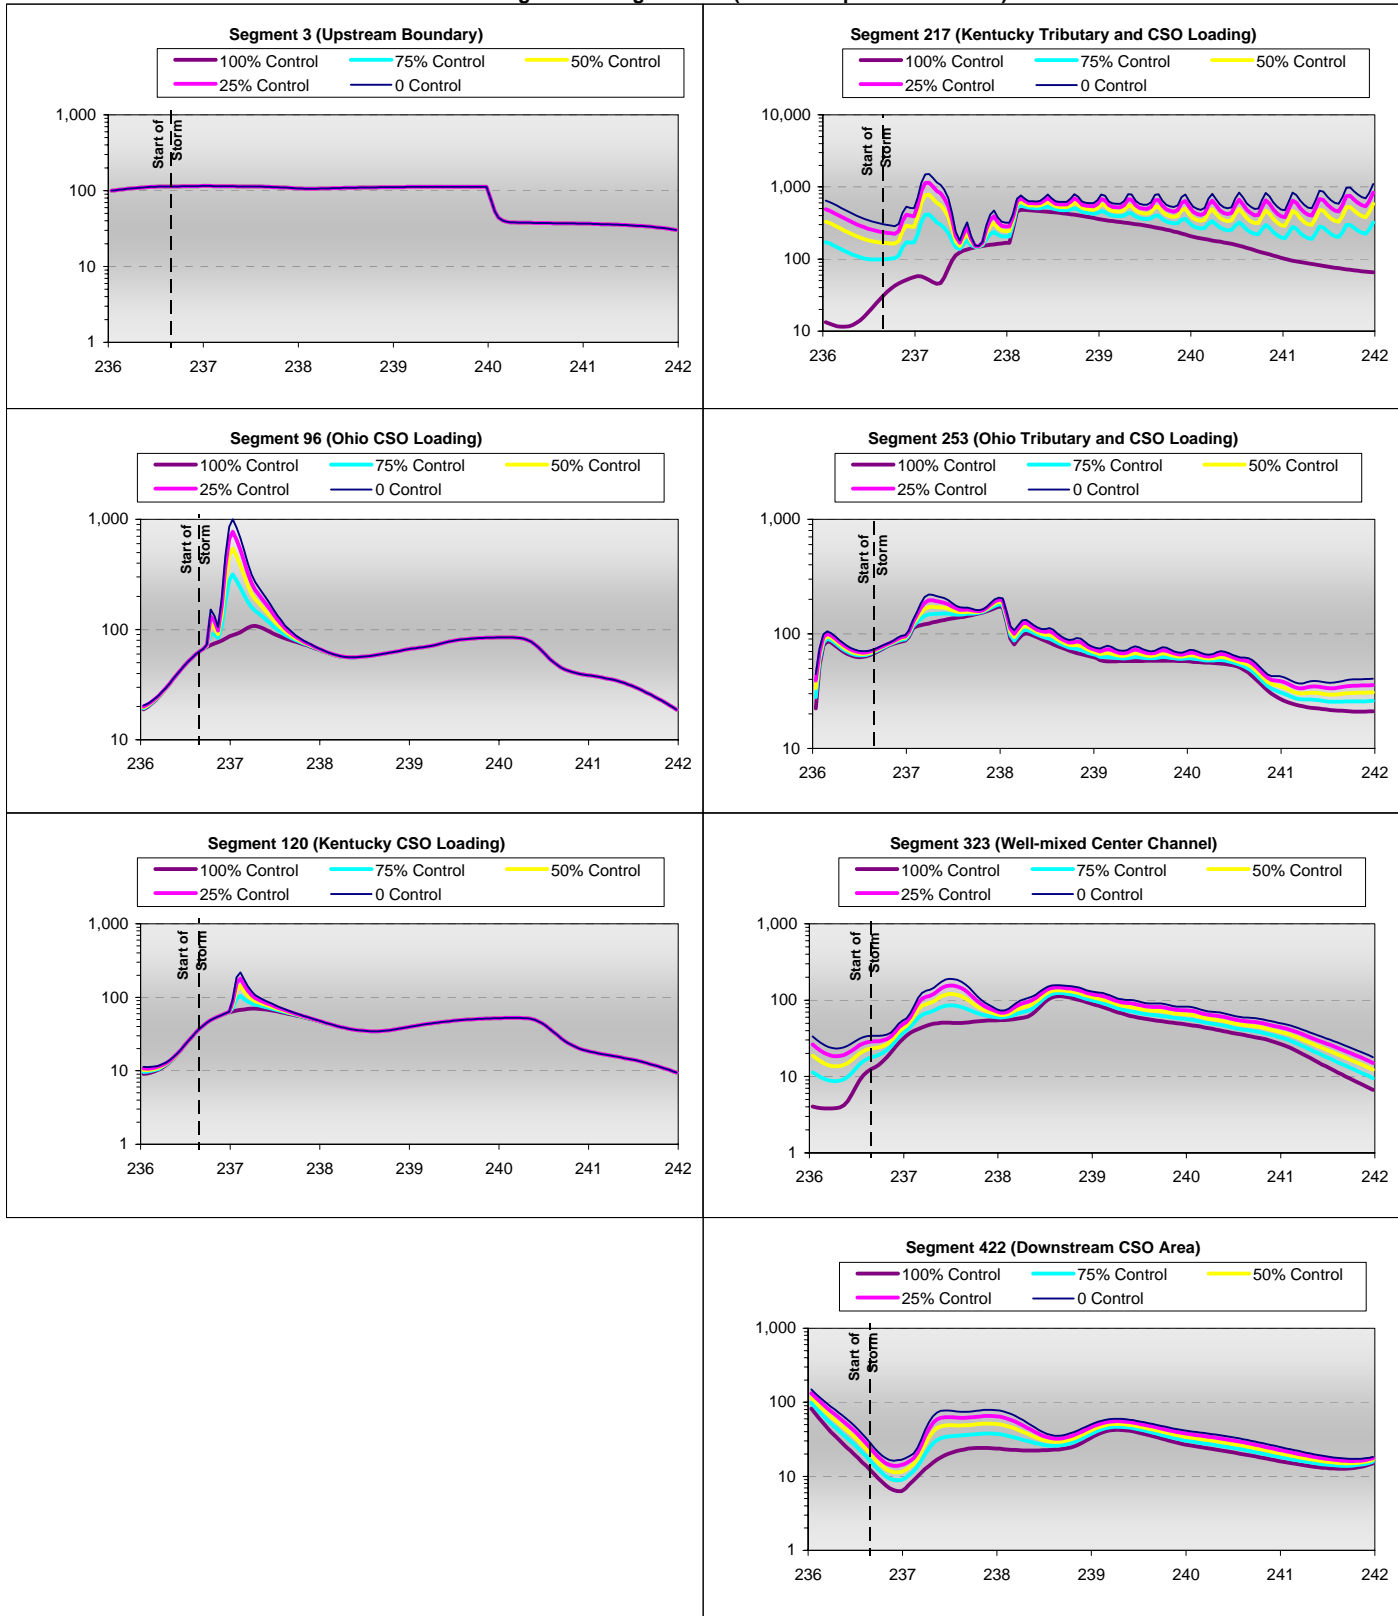 Segment 3 (Upstream Boundary)
100% Control 75% Control 50% Control
25% Control 0 Control
1,000
100
10
1
Start of
Storm
236 237 238 239 240 241 242
Segment 217 (Kentucky Tributary and CSO Loading)
100% Control 75% Control 50% Control
25% Control 0 Control
10,000
1,000
100
10
Start of
Storm
236 237 238 239 240 241 242
Segment 96 (Ohio CSO Loading)
100% Control 75% Control 50% Control
25% Control 0 Control
1,000
100
10
Start of
Storm
236 237 238 239 240 241 242
Segment 253 (Ohio Tributary and CSO Loading)
100% Control 75% Control 50% Control
25% Control 0 Control
1,000
100
10
Start of
Storm
236 237 238 239 240 241 242
Segment 120 (Kentucky CSO Loading)
100% Control 75% Control 50% Control
25% Control 0 Control
1,000
100
10
1
Start of
Storm
236 237 238 239 240 241 242
Segment 323 (Well-mixed Center Channel)
100% Control 75% Control 50% Control
25% Control 0 Control
1,000
100
10
1
Start of
Storm
236 237 238 239 240 241 242
Segment 422 (Downstream CSO Area)
100% Control 75% Control 50% Control
25% Control 0 Control
1,000
100
10
1
Start of
Storm
236 237 238 239 240 241 242